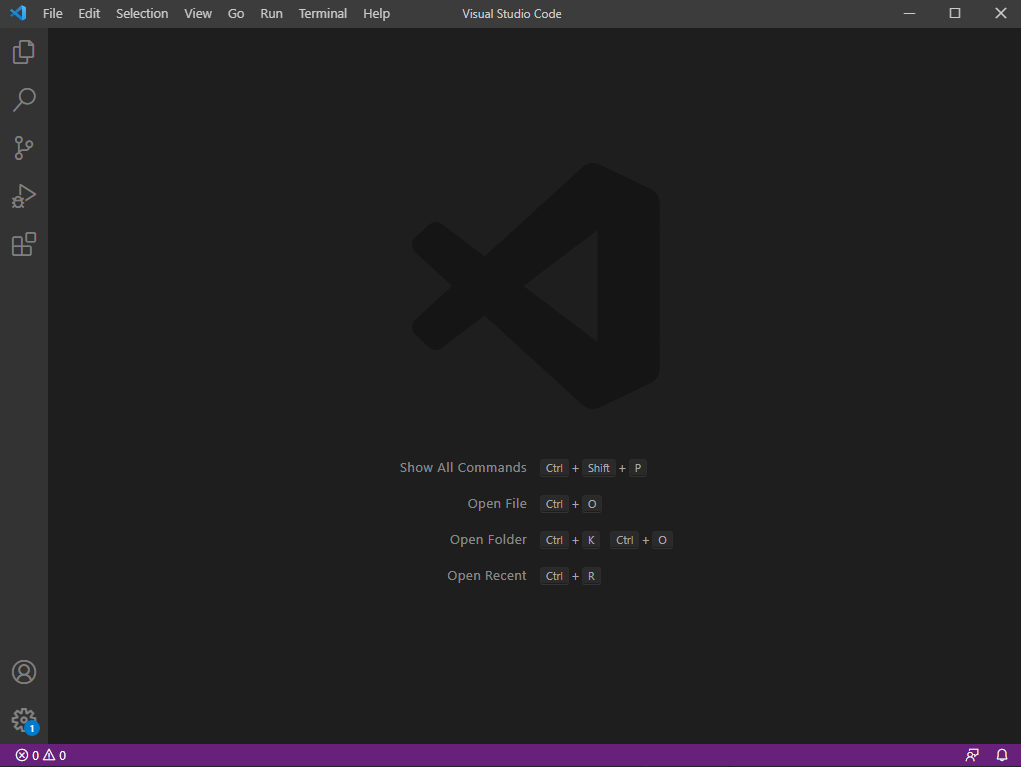 File Edit Selection View Go Run Terminal Help Visual Studio Code
Show All Commands Ctrl + Shift + P
Open File Ctrl + O
Open Folder Ctrl + K Ctrl + O
Open Recent Ctrl + R
1
0 0